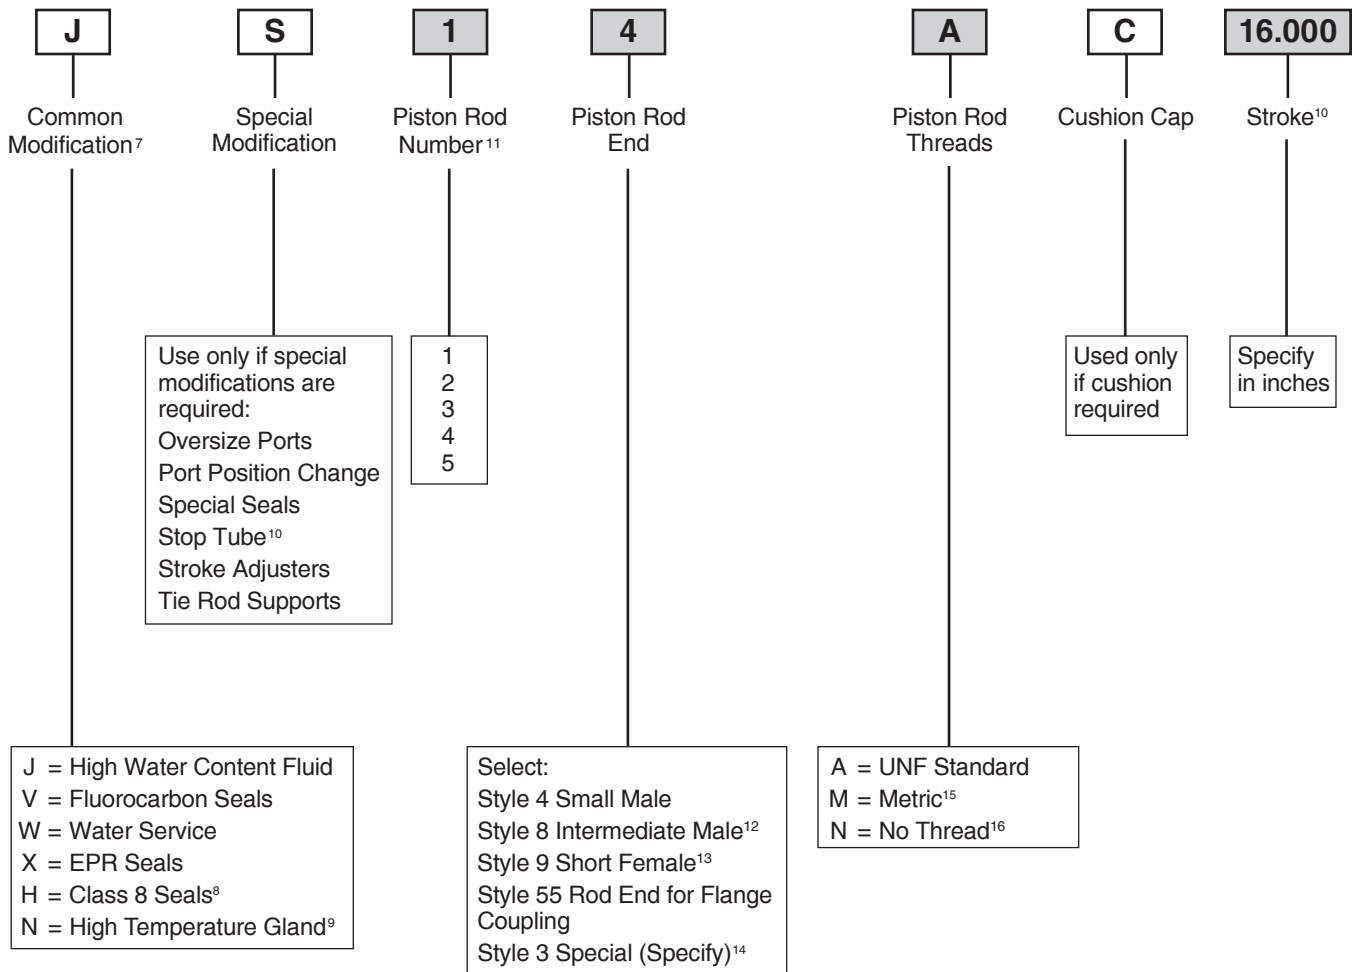 J S 1 4 A C 16.000
Common
Modification⁷
Special
Modification
Piston Rod
Number¹¹
Piston Rod
End
Piston Rod
Threads
Cushion Cap
Stroke¹⁰
Use only if special
modifications are
required:
Oversize Ports
Port Position Change
Special Seals
Stop Tube¹⁰
Stroke Adjusters
Tie Rod Supports
1
2
3
4
5
Used only
if cushion
required
Specify
in inches
J = High Water Content Fluid
V = Fluorocarbon Seals
W = Water Service
X = EPR Seals
H = Class 8 Seals⁸
N = High Temperature Gland⁹
Select:
Style 4 Small Male
Style 8 Intermediate Male¹²
Style 9 Short Female¹³
Style 55 Rod End for Flange
Coupling
Style 3 Special (Specify)¹⁴
A = UNF Standard
M = Metric¹⁵
N = No Thread¹⁶